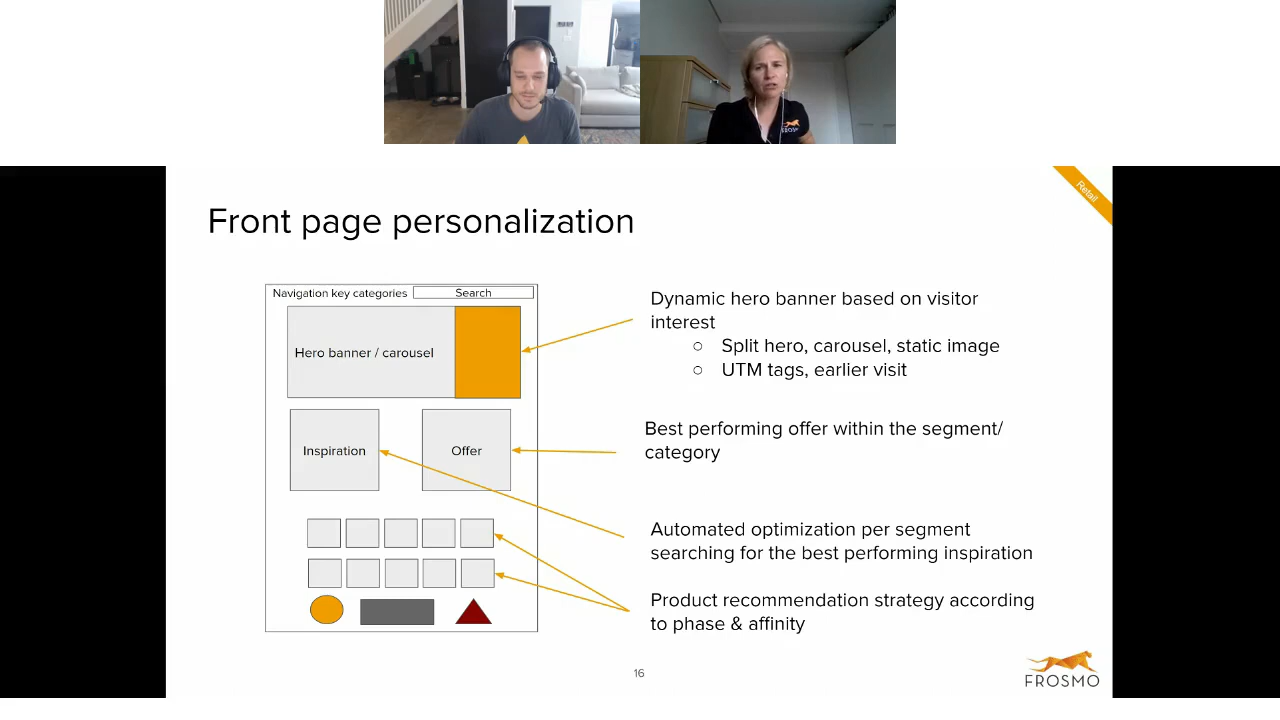 FROSMO
Retail
Front page personalization
Navigation key categories
Search
Hero banner / carousel
Inspiration
Offer
Dynamic hero banner based on visitor
interest
○ Split hero, carousel, static image
○ UTM tags, earlier visit
Best performing offer within the segment/
category
Automated optimization per segment
searching for the best performing inspiration
Product recommendation strategy according
to phase & affinity
16
FROSMO